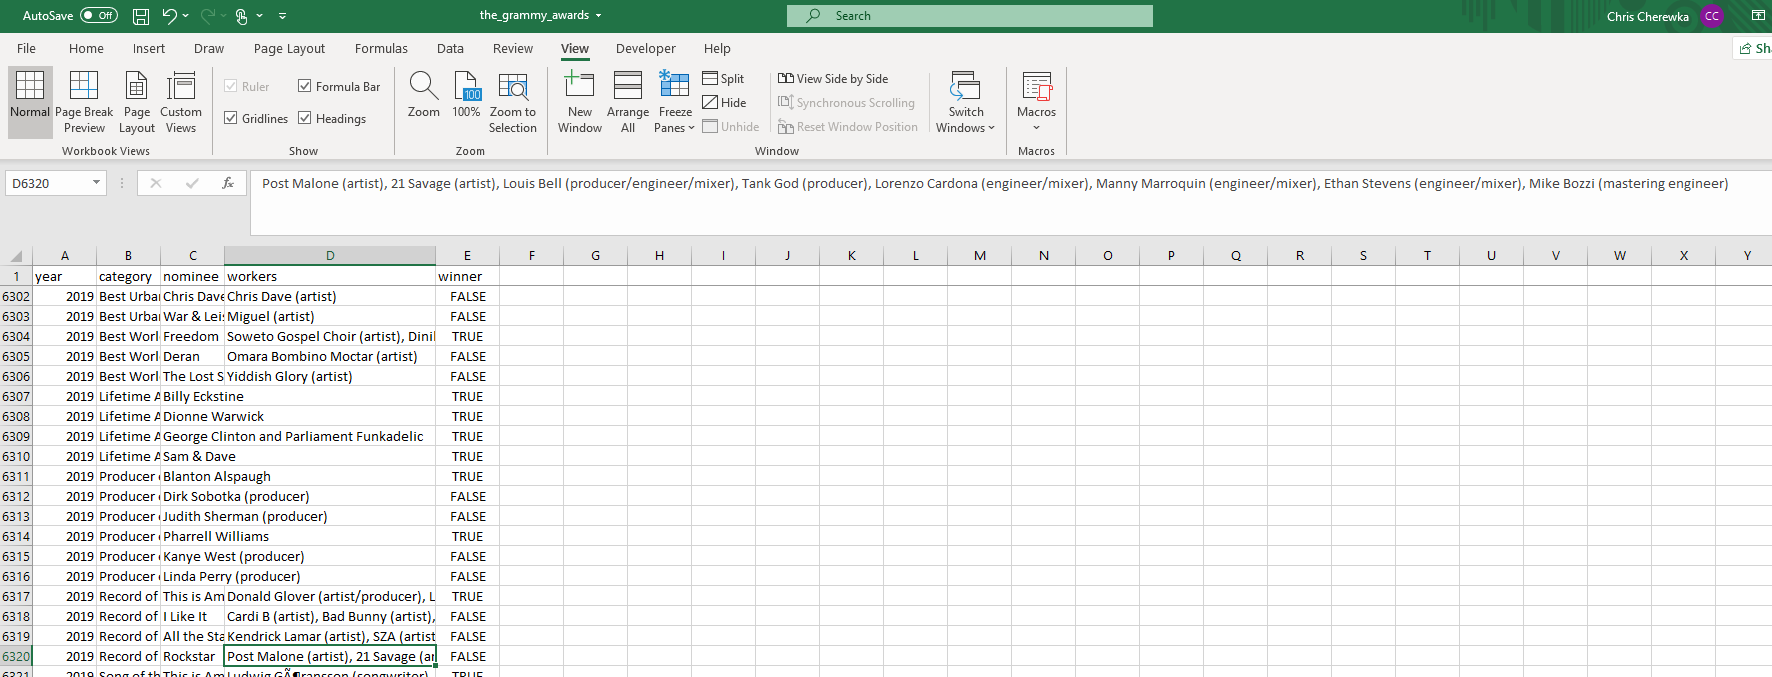 AutoSave Off the_grammy_awards Search Chris Cherewka CC
File Home Insert Draw Page Layout Formulas Data Review View Developer Help Sha
Normal Page Break Preview Page Layout Custom Views
Workbook Views
Ruler Formula Bar
Gridlines Headings
Show
Zoom 100 100% Zoom to Selection
Zoom
New Window Arrange All Freeze Panes Split
Hide
Unhide
View Side by Side
Synchronous Scrolling
Reset Window Position
Window
Switch Windows
Macros
Macros
D6320 fx Post Malone (artist), 21 Savage (artist), Louis Bell (producer/engineer/mixer), Tank God (producer), Lorenzo Cardona (engineer/mixer), Manny Marroquin (engineer/mixer), Ethan Stevens (engineer/mixer), Mike Bozzi (mastering engineer)
A B C D E F G H I J K L M N O P Q R S T U V W X Y
1 year category nominee workers winner
6302 2019 Best Urba Chris Dave Chris Dave (artist) FALSE
6303 2019 Best Urba War & Leis Miguel (artist) FALSE
6304 2019 Best Worl Freedom Soweto Gospel Choir (artist), Dinil TRUE
6305 2019 Best Worl Deran Omara Bombino Moctar (artist) FALSE
6306 2019 Best Worl The Lost S Yiddish Glory (artist) FALSE
6307 2019 Lifetime A Billy Eckstine TRUE
6308 2019 Lifetime A Dionne Warwick TRUE
6309 2019 Lifetime A George Clinton and Parliament Funkadelic TRUE
6310 2019 Lifetime A Sam & Dave TRUE
6311 2019 Producer Blanton Alspaugh TRUE
6312 2019 Producer Dirk Sobotka (producer) FALSE
6313 2019 Producer Judith Sherman (producer) FALSE
6314 2019 Producer Pharrell Williams TRUE
6315 2019 Producer Kanye West (producer) FALSE
6316 2019 Producer Linda Perry (producer) FALSE
6317 2019 Record of This is Am Donald Glover (artist/producer), L TRUE
6318 2019 Record of I Like It Cardi B (artist), Bad Bunny (artist), FALSE
6319 2019 Record of All the Sta Kendrick Lamar (artist), SZA (artist FALSE
6320 2019 Record of Rockstar Post Malone (artist), 21 Savage (ar FALSE
6321 2019 Song of th This is Am Ludwig GÃ¶ransson (songwriter) TRUE